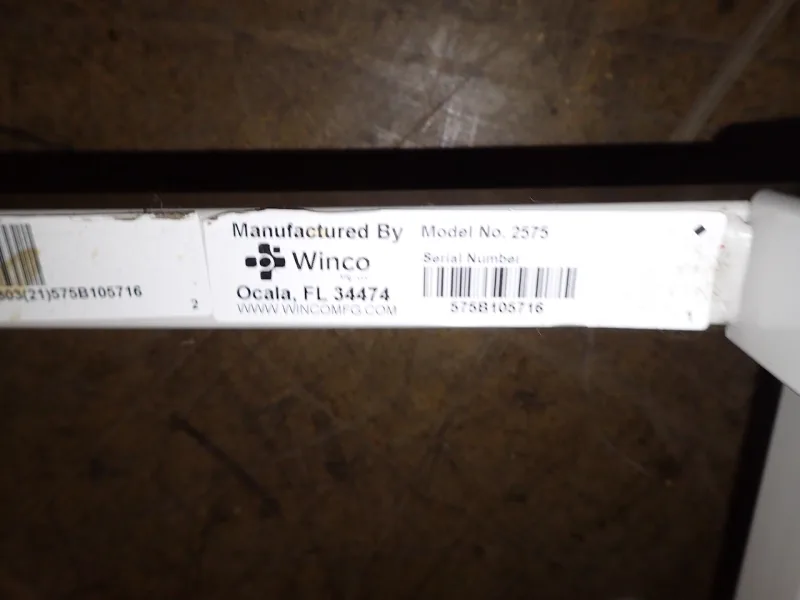 503(21)575B105716
2
Manufactured By
Winco
Ocala, FL 34474
WWW.WINCOMFG.COM
Model No. 2575
Serial Number
575B105716
1